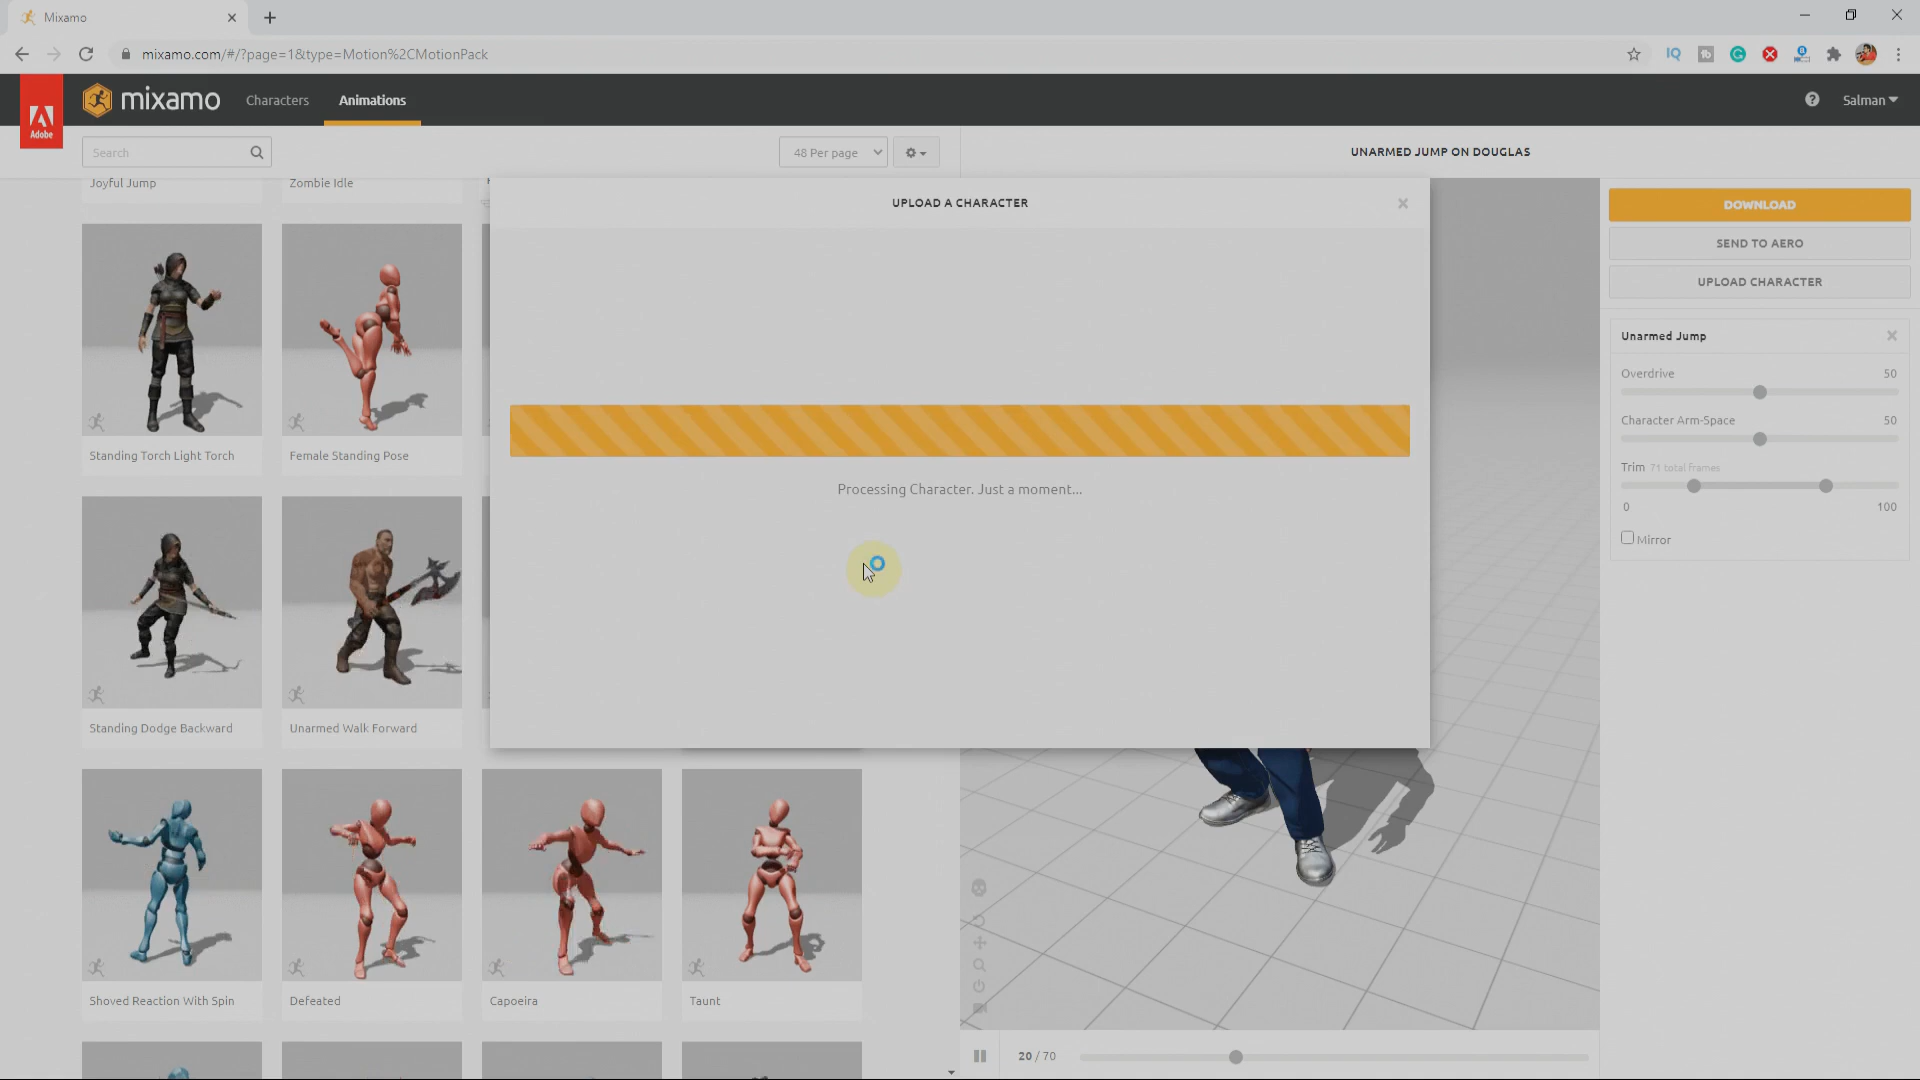 Mixamo
mixamo.com/#/?page=1&type=Motion%2CMotionPack
IQ
Adobe
mixamo
Characters
Animations
Salman
Search
48 Per page
UNARMED JUMP ON DOUGLAS
Joyful Jump
Zombie Idle
UPLOAD A CHARACTER
DOWNLOAD
SEND TO AERO
UPLOAD CHARACTER
Unarmed Jump
Overdrive
50
Character Arm-Space
50
Trim 71 total frames
0
100
Mirror
Standing Torch Light Torch
Female Standing Pose
Processing Character. Just a moment...
Standing Dodge Backward
Unarmed Walk Forward
Shoved Reaction With Spin
Defeated
Capoeira
Taunt
20 / 70